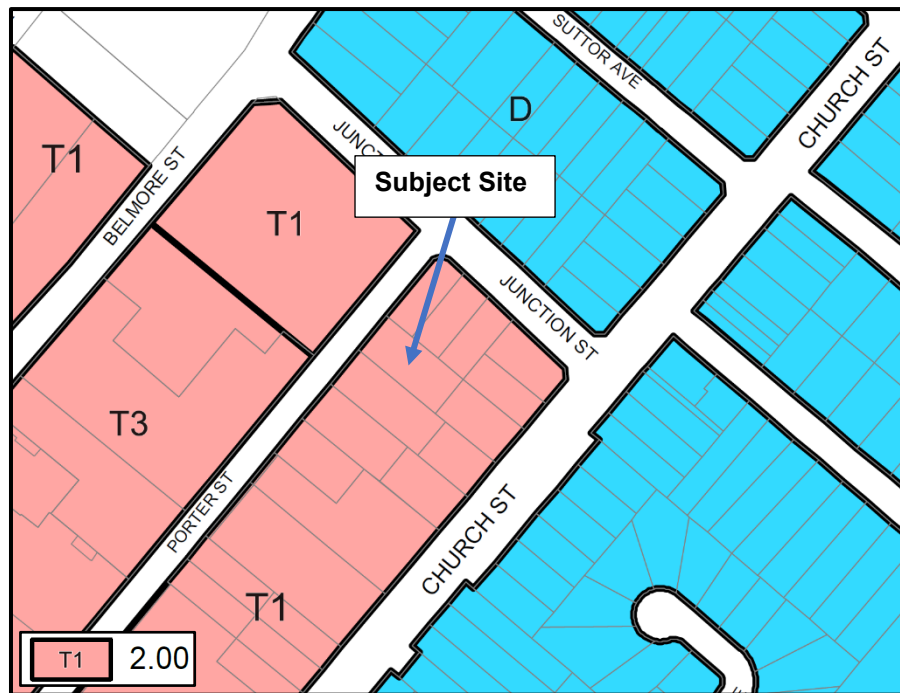 SUTTOR AVE
CHURCH ST
D
T1
JUNCT
BELMORE ST
Subject Site
T1
JUNCTION ST
T3
PORTER ST
CHURCH ST
T1
T1 2.00